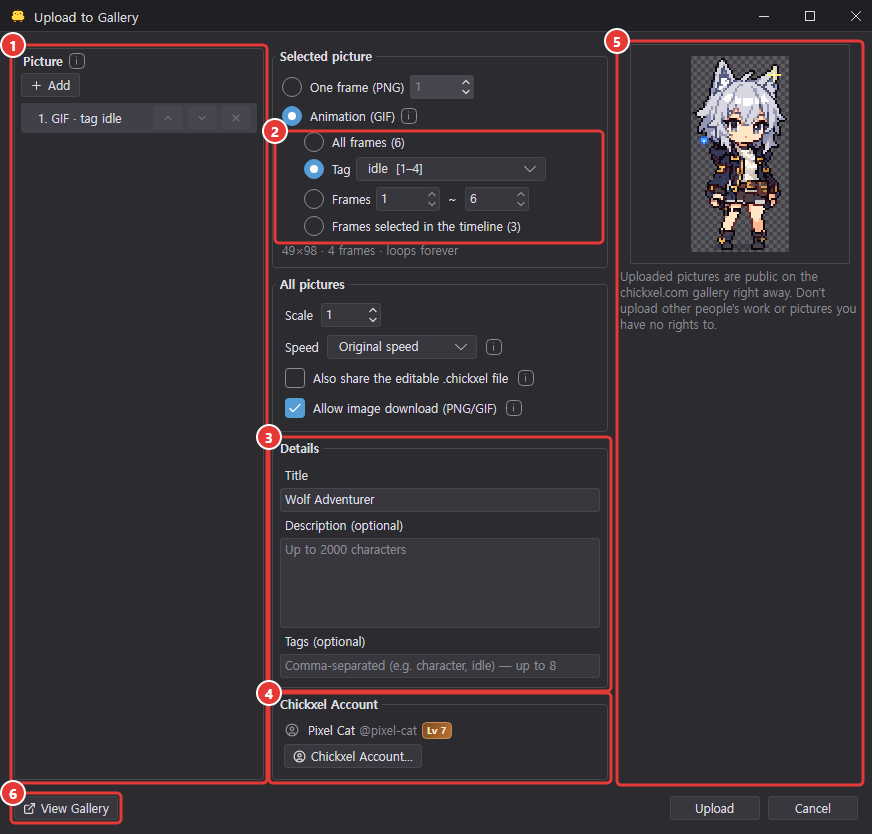 Upload to Gallery
1
Picture
+ Add
1. GIF · tag idle
Selected picture
One frame (PNG) 1
Animation (GIF)
2
All frames (6)
Tag idle [1–4]
Frames 1 ~ 6
Frames selected in the timeline (3)
49×98 · 4 frames · loops forever
All pictures
Scale 1
Speed Original speed
Also share the editable .chickxel file
Allow image download (PNG/GIF)
3
Details
Title
Wolf Adventurer
Description (optional)
Up to 2000 characters
Tags (optional)
Comma-separated (e.g. character, idle) — up to 8
4
Chickxel Account
Pixel Cat @pixel-cat Lv 7
Chickxel Account...
5
Uploaded pictures are public on the
chickxel.com gallery right away. Don't
upload other people's work or pictures you
have no rights to.
6
View Gallery
Upload
Cancel